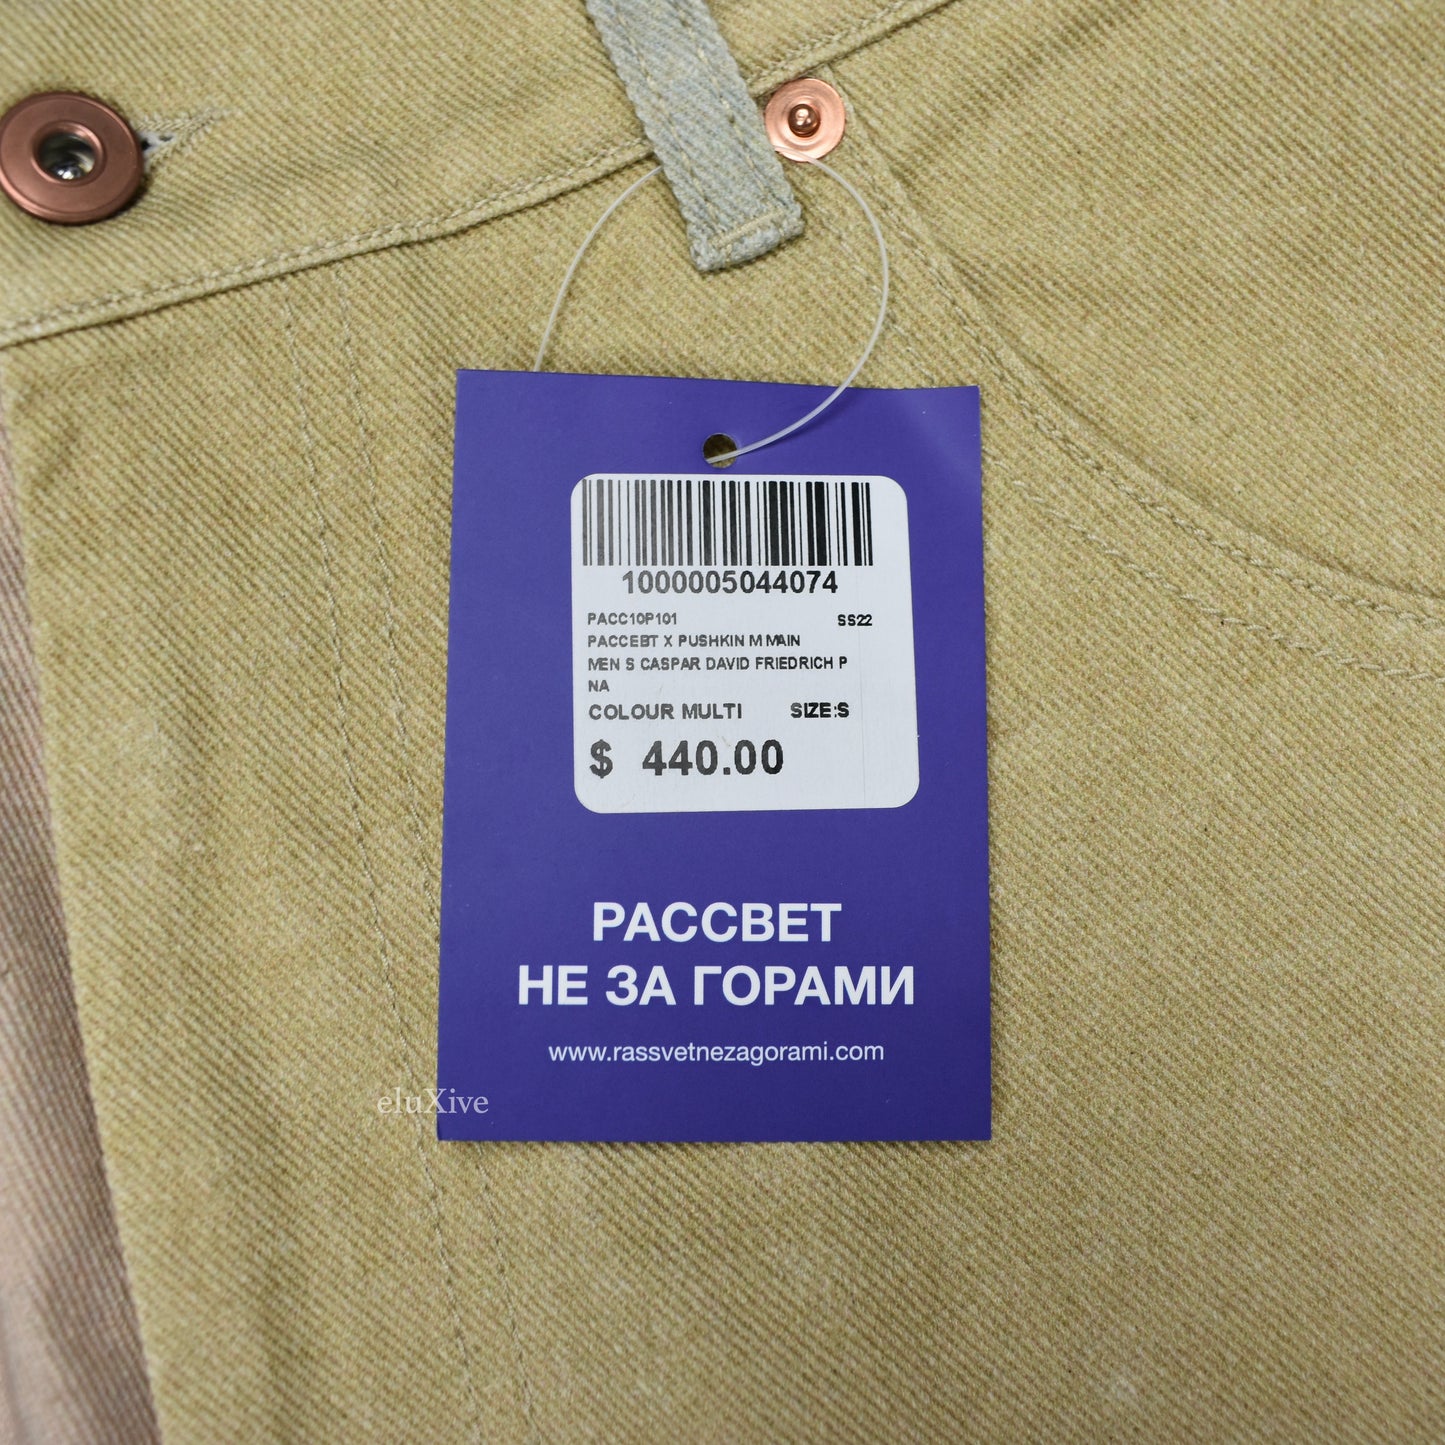 1000005044074
PACC10P101 SS22
PACCEBT X PUSHKIN M MAIN
MEN S CASPAR DAVID FRIEDRICH P
NA
COLOUR MULTI SIZE:S
$ 440.00
РАССВЕТ
НЕ ЗА ГОРАМИ
www.rassvetnezagorami.com
eluXive